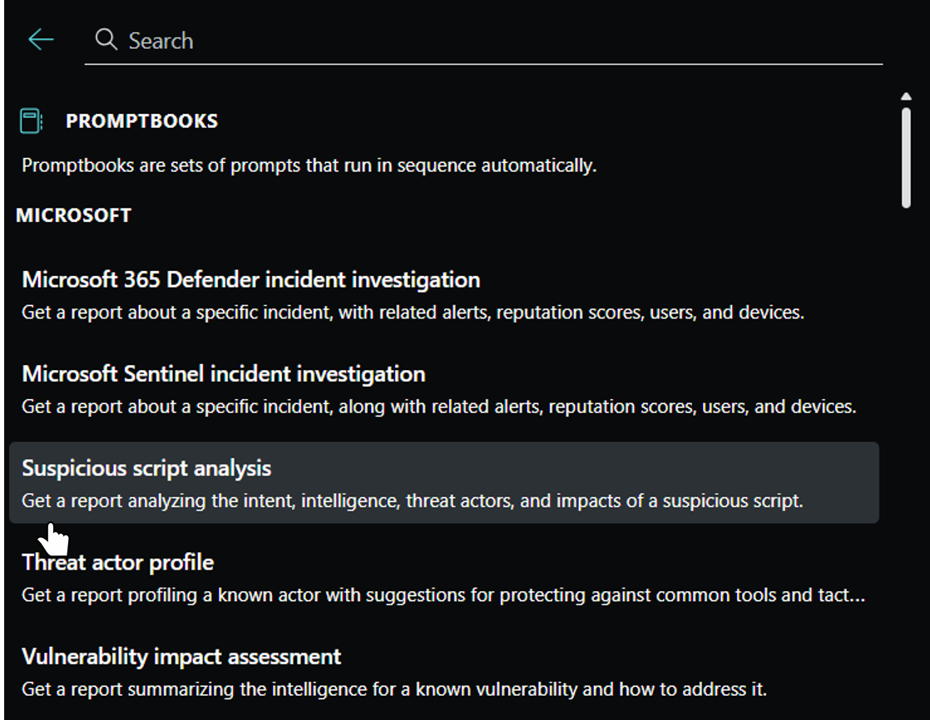 Search
PROMPTBOOKS
Promptbooks are sets of prompts that run in sequence automatically.
MICROSOFT
Microsoft 365 Defender incident investigation
Get a report about a specific incident, with related alerts, reputation scores, users, and devices.
Microsoft Sentinel incident investigation
Get a report about a specific incident, along with related alerts, reputation scores, users, and devices.
Suspicious script analysis
Get a report analyzing the intent, intelligence, threat actors, and impacts of a suspicious script.
Threat actor profile
Get a report profiling a known actor with suggestions for protecting against common tools and tact...
Vulnerability impact assessment
Get a report summarizing the intelligence for a known vulnerability and how to address it.